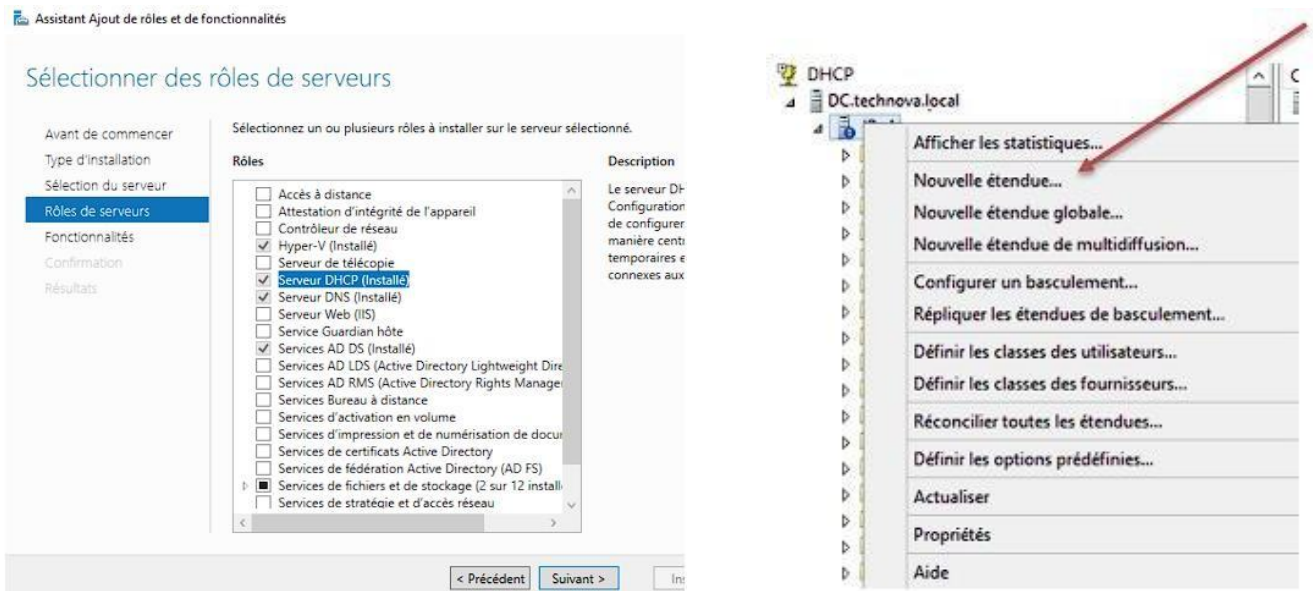 Assistant Ajout de rôles et de fonctionnalités
Sélectionner des rôles de serveurs
Avant de commencer
Type d'installation
Sélection du serveur
Rôles de serveurs
Fonctionnalités
Confirmation
Résultats
Sélectionnez un ou plusieurs rôles à installer sur le serveur sélectionné.
Rôles
Accès à distance
Attestation d'intégrité de l'appareil
Contrôleur de réseau
Hyper-V (Installé)
Serveur de télécopie
Serveur DHCP (Installé)
Serveur DNS (Installé)
Serveur Web (IIS)
Service Guardian hôte
Services AD DS (Installé)
Services AD LDS (Active Directory Lightweight Dire
Services AD RMS (Active Directory Rights Manage
Services Bureau à distance
Services d'activation en volume
Services d'impression et de numérisation de docu
Services de certificats Active Directory
Services de fédération Active Directory (AD FS)
Services de fichiers et de stockage (2 sur 12 install
Services de stratégie et d'accès réseau
Description
Le serveur DH
Configuration
de configurer
manière cent
temporaires e
connexes aux
< Précédent
Suivant >
In
DHCP
DC.technova.local
Afficher les statistiques...
Nouvelle étendue...
Nouvelle étendue globale...
Nouvelle étendue de multidiffusion...
Configurer un basculement...
Répliquer les étendues de basculement...
Définir les classes des utilisateurs...
Définir les classes des fournisseurs...
Réconcilier toutes les étendues...
Définir les options prédéfinies...
Actualiser
Propriétés
Aide
C